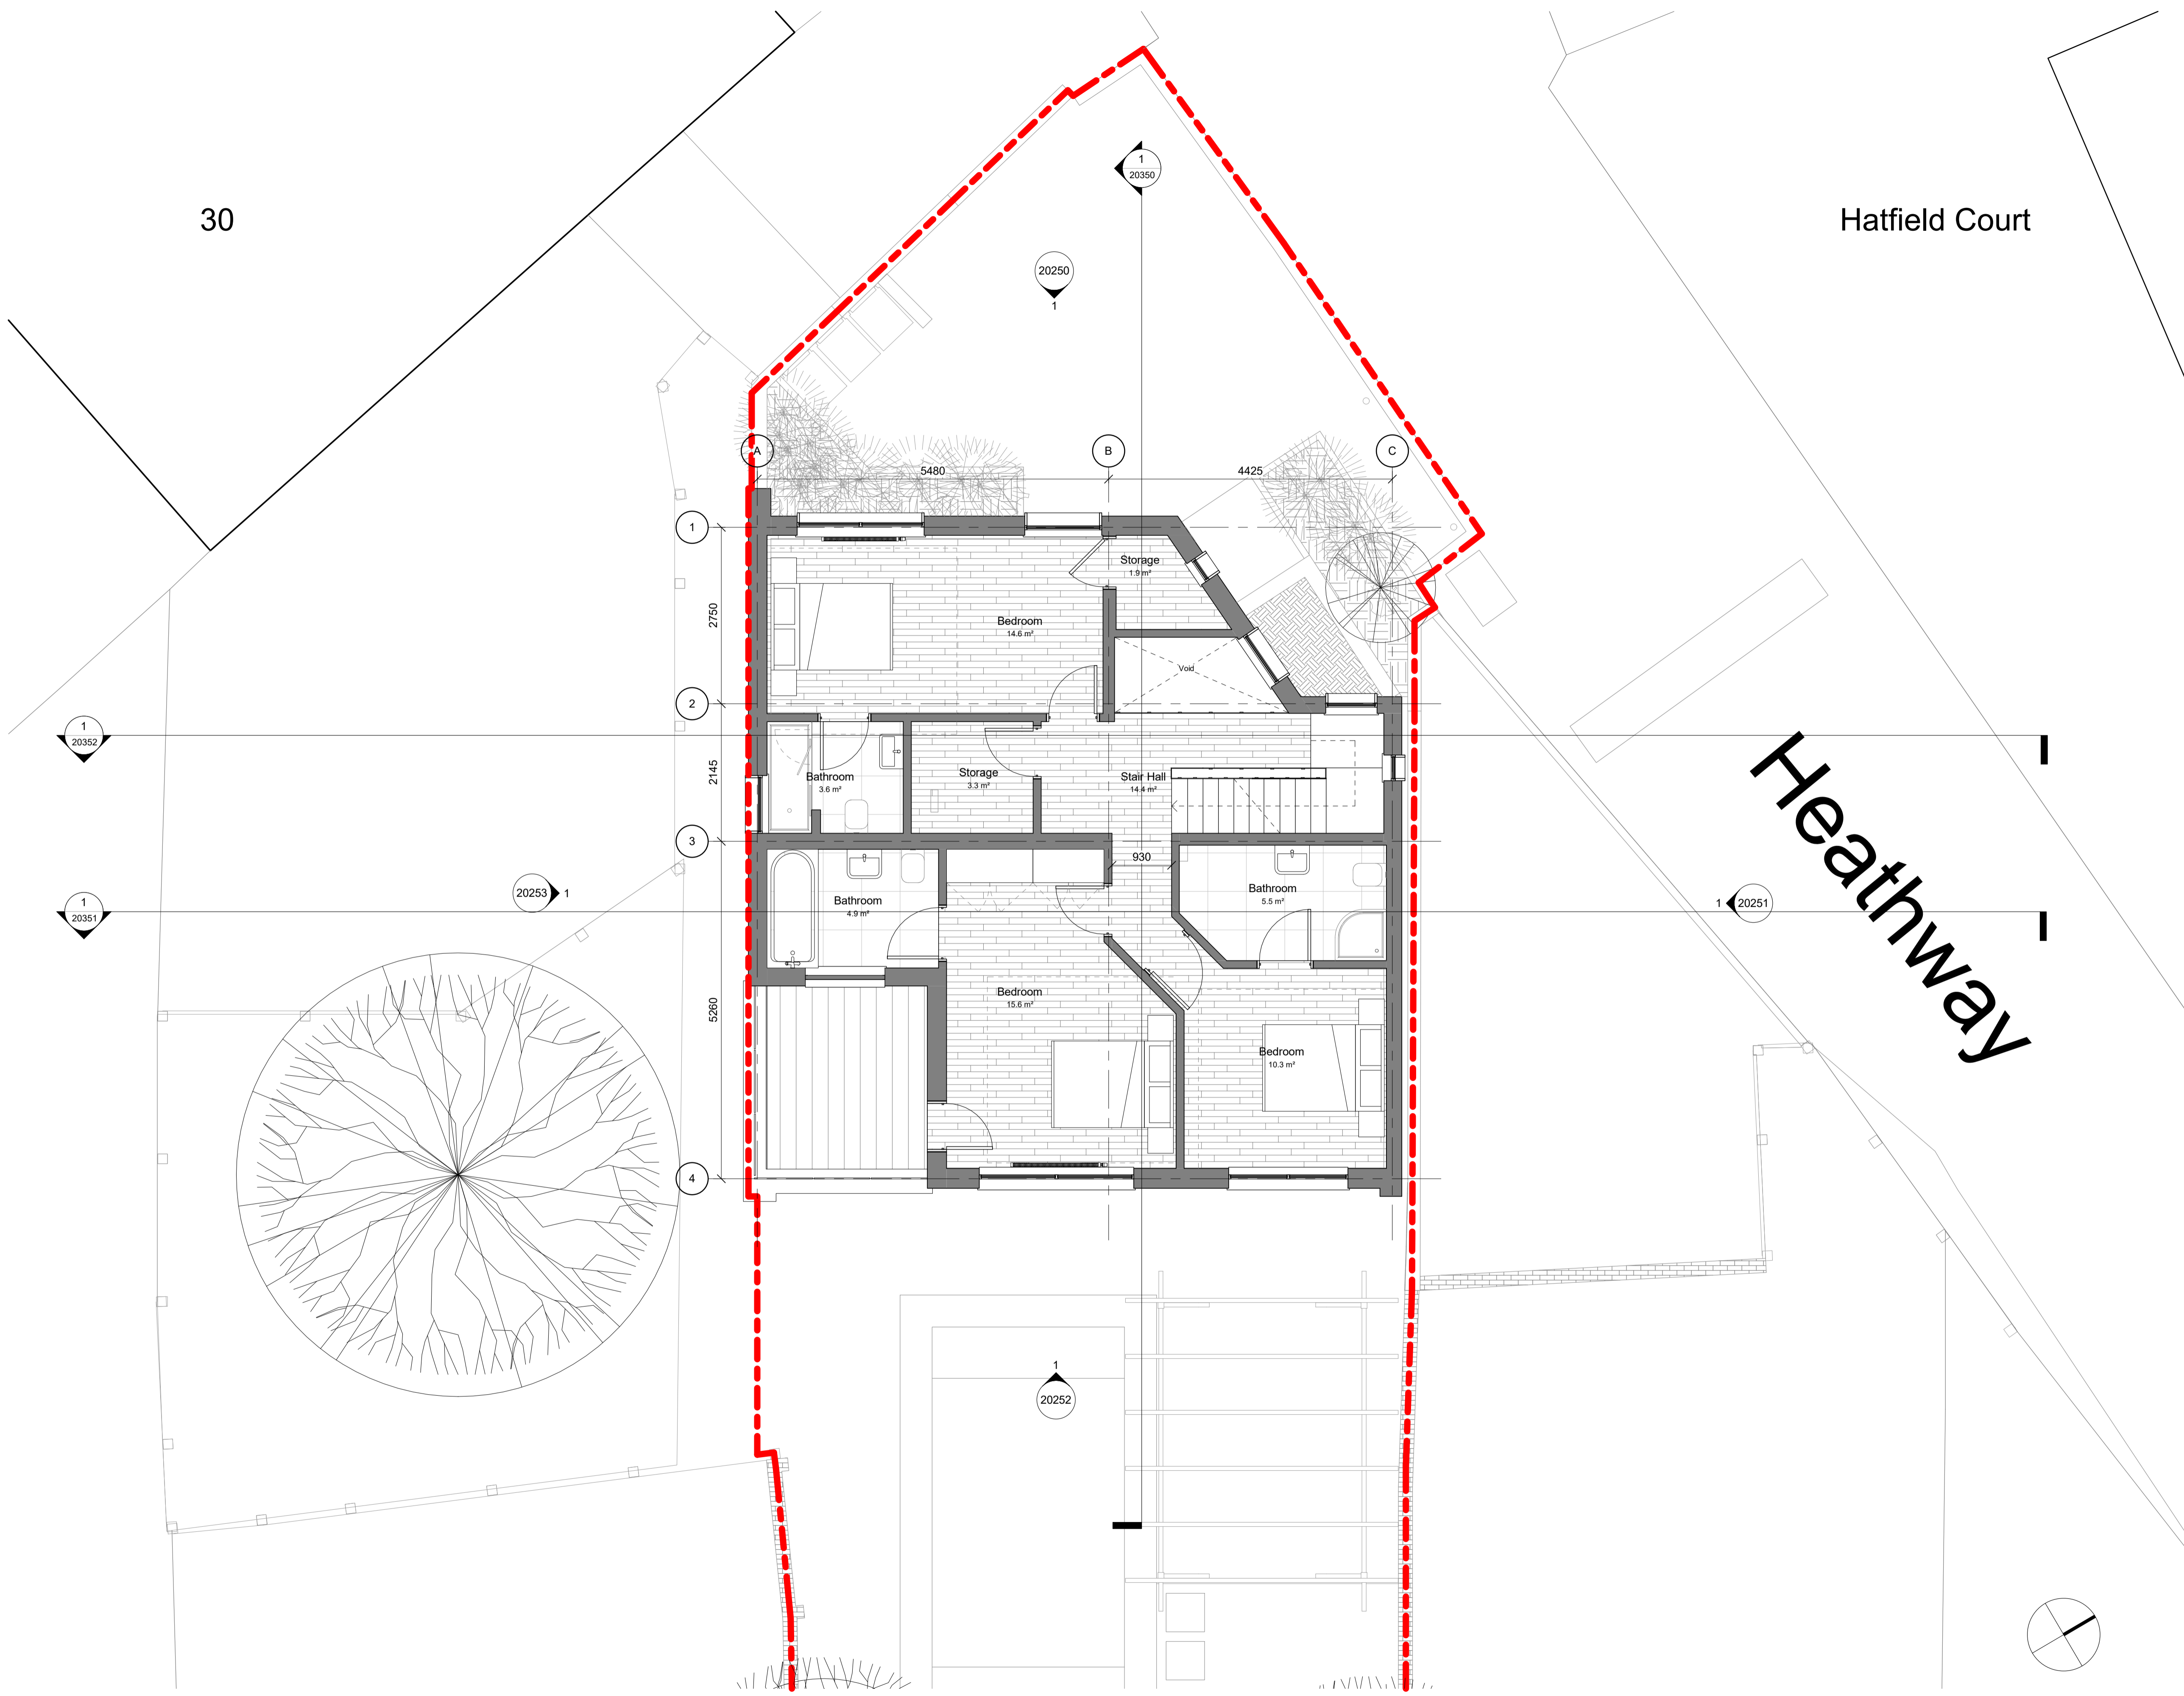 1
20350
30
Hatfield Court
20250
1
A
B
C
5480
4425
1
Storage
1.9 m²
2750
Bedroom
14.6 m²
Void
2
1
20352
Heathway
2145
Bathroom
3.6 m²
Storage
3.3 m²
Stair Hall
14.4 m²
3
930
20253
1
Bathroom
4.9 m²
Bathroom
5.5 m²
1
20251
1
20351
5260
Bedroom
15.6 m²
Bedroom
10.3 m²
4
1
20252